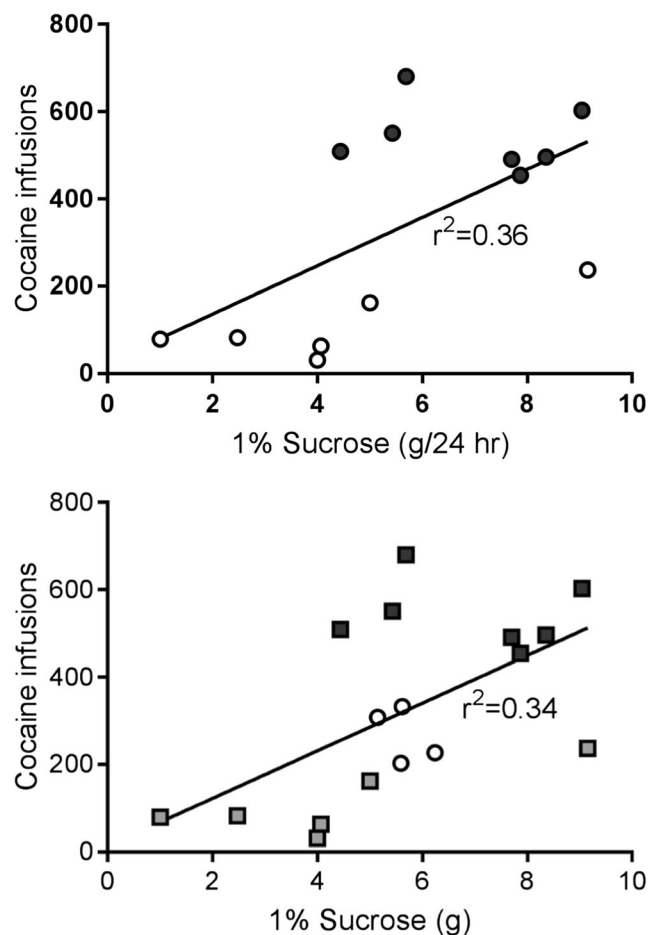 800
600
400
200
0
Cocaine infusions
r²=0.36
0 2 4 6 8 10
1% Sucrose (g/24 hr)
800
600
400
200
0
Cocaine infusions
r²=0.34
0 2 4 6 8 10
1% Sucrose (g)